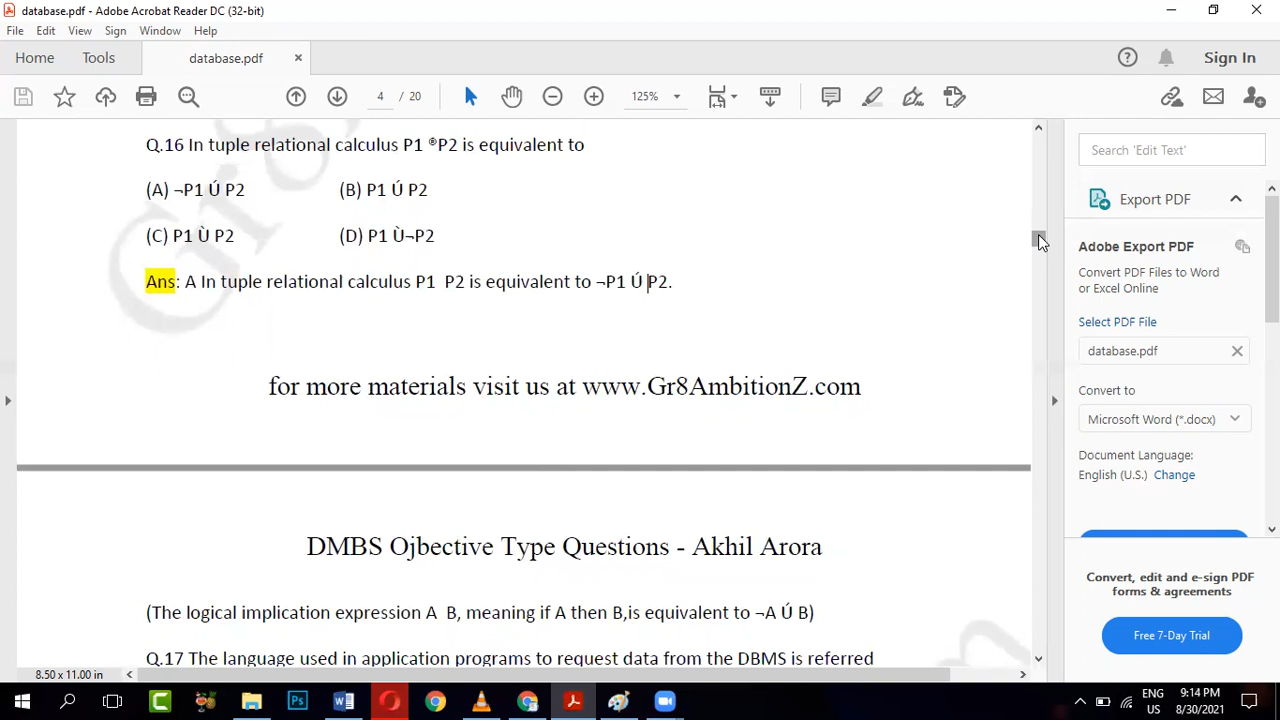 database.pdf - Adobe Acrobat Reader DC (32-bit)
File Edit View Sign Window Help
Home Tools database.pdf × Sign In
4 / 20 125%
Q.16 In tuple relational calculus P1 ®P2 is equivalent to
(A) ¬P1 Ú P2 (B) P1 Ú P2
(C) P1 Ù P2 (D) P1 Ù¬P2
Ans: A In tuple relational calculus P1 P2 is equivalent to ¬P1 Ú P2.
for more materials visit us at www.Gr8AmbitionZ.com
DMBS Ojbective Type Questions - Akhil Arora
(The logical implication expression A B, meaning if A then B,is equivalent to ¬A Ú B)
Q.17 The language used in application programs to request data from the DBMS is referred
8.50 x 11.00 in
Search 'Edit Text'
Export PDF
Adobe Export PDF
Convert PDF Files to Word
or Excel Online
Select PDF File
database.pdf
Convert to
Microsoft Word (*.docx)
Document Language:
English (U.S.) Change
Convert, edit and e-sign PDF
forms & agreements
Free 7-Day Trial
ENG 9:14 PM
US 8/30/2021